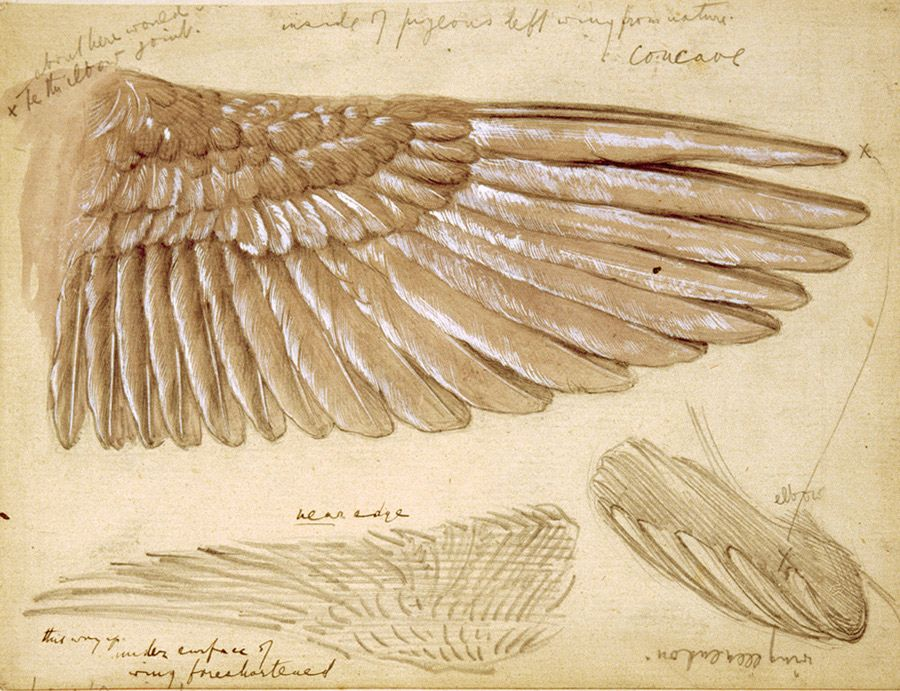 about here would
x be the elbow joint.
inside of pigeons left wing from nature.
concave
x
near edge
elbow
x
this way up.
under surface of
wing foreshortened